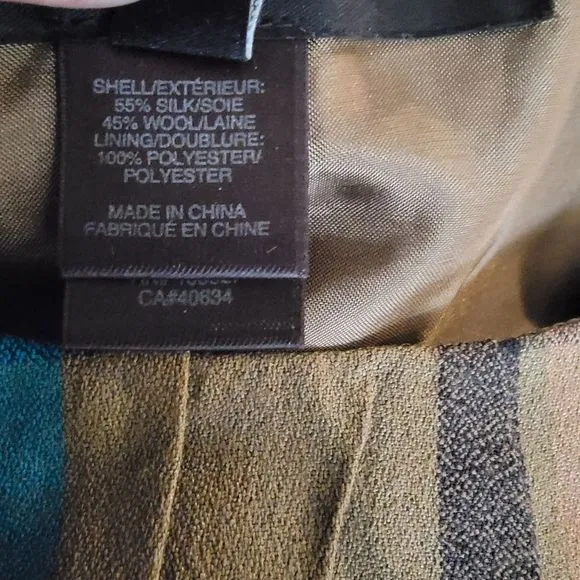 SHELL/EXTÉRIEUR:
55% SILK/SOIE
45% WOOL/LAINE
LINING/DOUBLURE:
100% POLYESTER/
POLYESTER
MADE IN CHINA
FABRIQUÉ EN CHINE
CA#40634